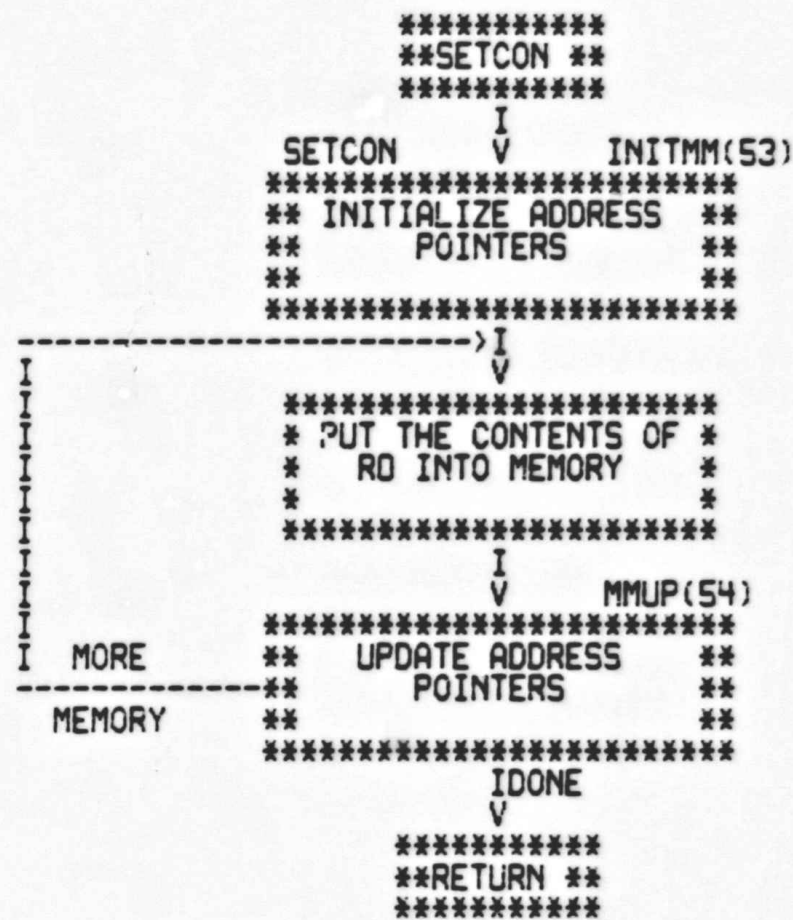 ***********
**SETCON **
***********
I
V
SETCON INITMM(53)
*************************
** INITIALIZE ADDRESS **
** POINTERS **
** **
*************************
------------------------->I
I V
I
***********************
* PUT THE CONTENTS OF *
* R0 INTO MEMORY *
* *
***********************
I
V MMUP(54)
*************************
I MORE ** UPDATE ADDRESS **
-------------** POINTERS **
MEMORY ** **
*************************
IDONE
V
***********
**RETURN **
***********